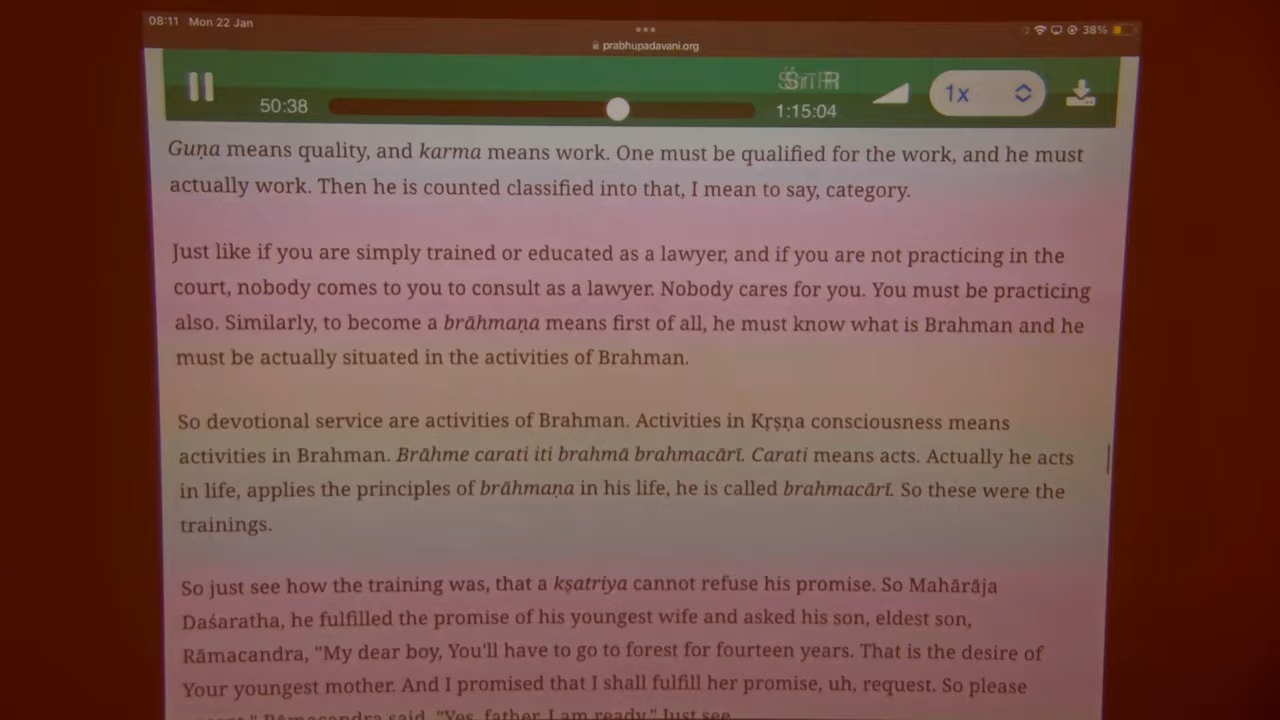 08:11 Mon 22 Jan
38%
prabhupadavani.org
50:38
1:15:04
1x
Guṇa means quality, and karma means work. One must be qualified for the work, and he must
actually work. Then he is counted classified into that, I mean to say, category.
Just like if you are simply trained or educated as a lawyer, and if you are not practicing in the
court, nobody comes to you to consult as a lawyer. Nobody cares for you. You must be practicing
also. Similarly, to become a brāhmaṇa means first of all, he must know what is Brahman and he
must be actually situated in the activities of Brahman.
So devotional service are activities of Brahman. Activities in Kṛṣṇa consciousness means
activities in Brahman. Brāhme carati iti brahmā brahmacārī. Carati means acts. Actually he acts
in life, applies the principles of brāhmaṇa in his life, he is called brahmacārī. So these were the
trainings.
So just see how the training was, that a kṣatriya cannot refuse his promise. So Mahārāja
Daśaratha, he fulfilled the promise of his youngest wife and asked his son, eldest son,
Rāmacandra, "My dear boy, You'll have to go to forest for fourteen years. That is the desire of
Your youngest mother. And I promised that I shall fulfill her promise, uh, request. So please
Rāmacandra said, "Yes, father, I am ready." Just see